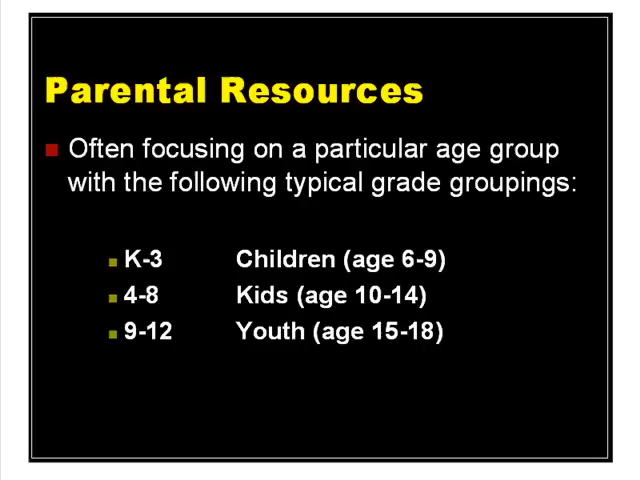 Parental Resources
Often focusing on a particular age group
with the following typical grade groupings:
K-3 Children (age 6-9)
4-8 Kids (age 10-14)
9-12 Youth (age 15-18)